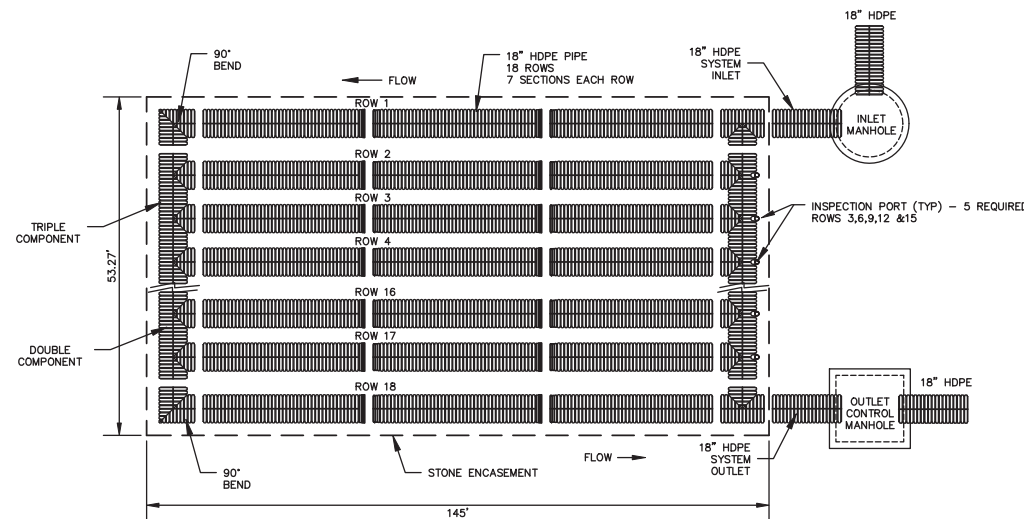 18" HDPE
90°
BEND
FLOW
18" HDPE PIPE
18 ROWS
7 SECTIONS EACH ROW
18" HDPE
SYSTEM
INLET
ROW 1
INLET
MANHOLE
ROW 2
ROW 3
INSPECTION PORT (TYP) - 5 REQUIRED
ROWS 3,6,9,12 &15
TRIPLE
COMPONENT
53.27'
ROW 4
ROW 16
ROW 17
DOUBLE
COMPONENT
ROW 18
18" HDPE
OUTLET
CONTROL
MANHOLE
90°
BEND
STONE ENCASEMENT
FLOW
18" HDPE
SYSTEM
OUTLET
145'